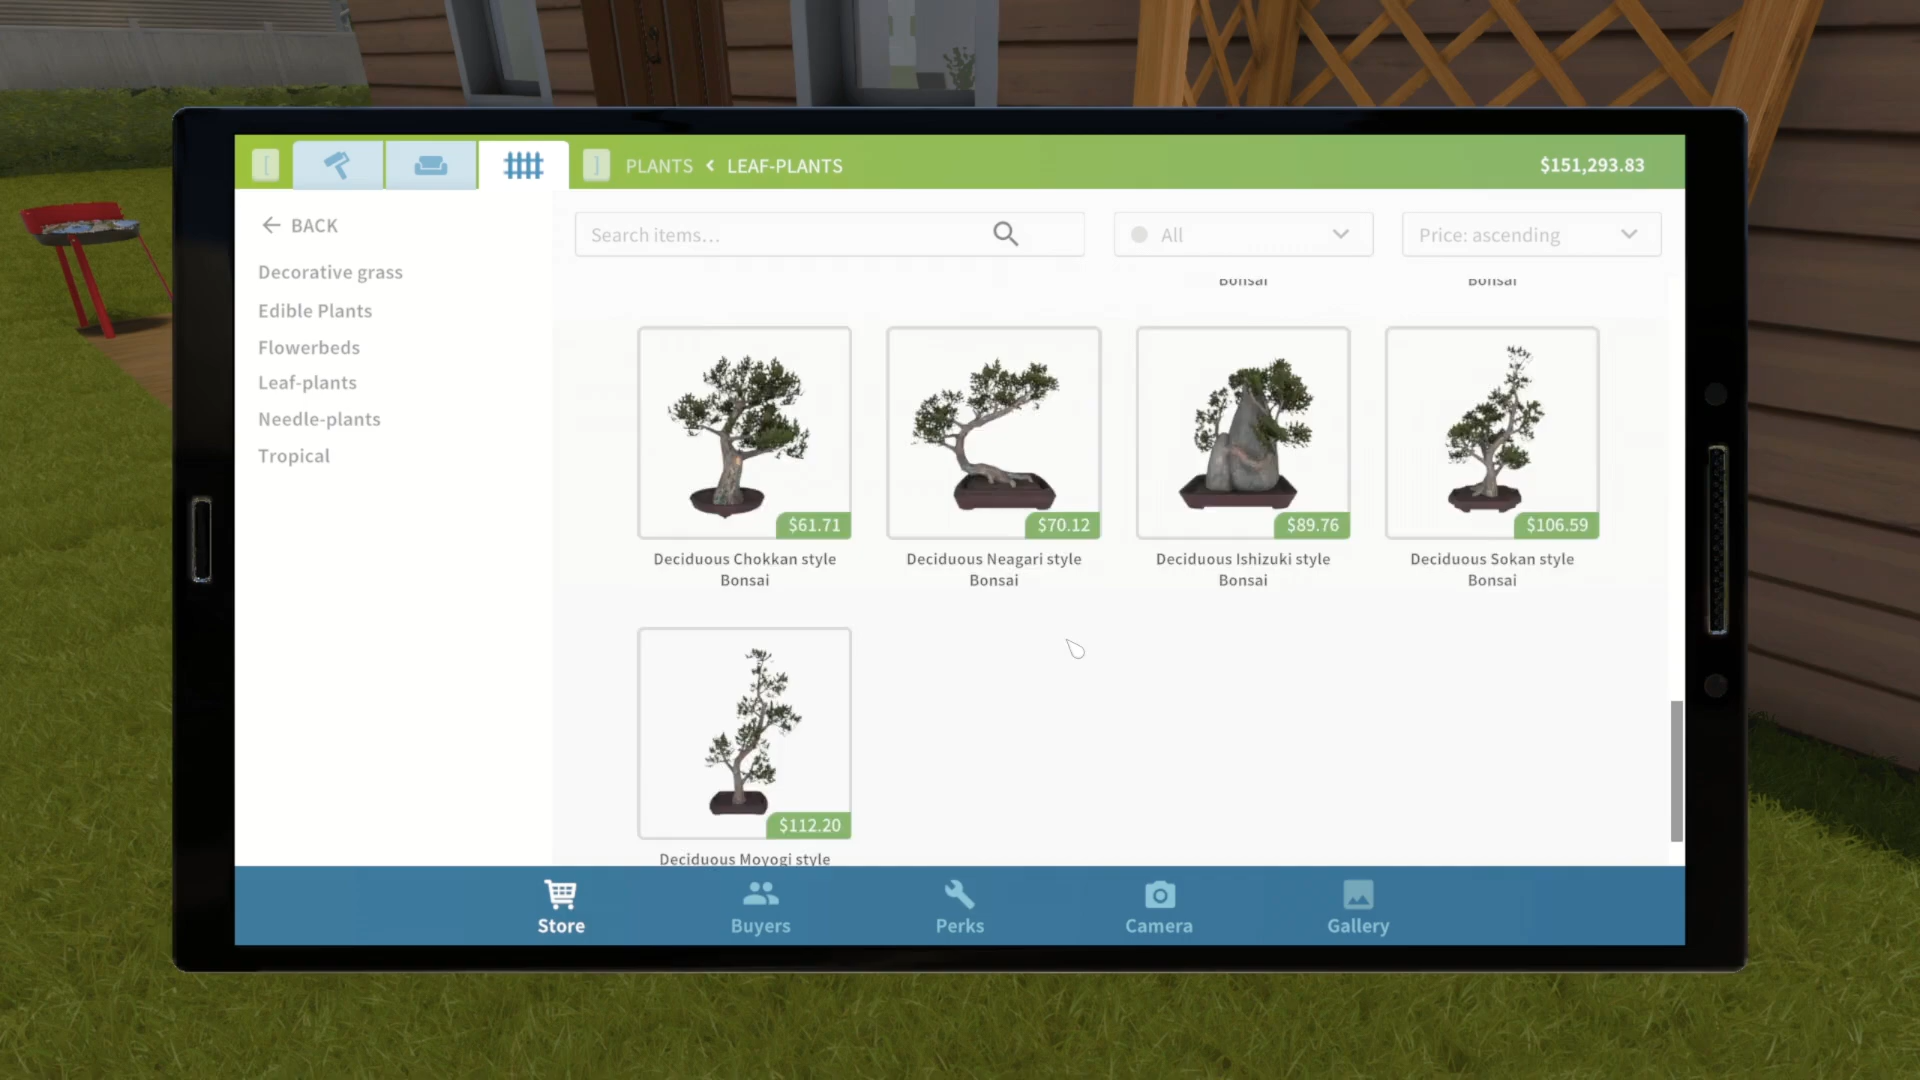 [
]
PLANTS < LEAF-PLANTS
$151,293.83
BACK
Decorative grass
Edible Plants
Flowerbeds
Leaf-plants
Needle-plants
Tropical
Search items...
All
Price: ascending
Bonsai
Bonsai
$61.71
$70.12
$89.76
$106.59
Deciduous Chokkan style
Bonsai
Deciduous Neagari style
Bonsai
Deciduous Ishizuki style
Bonsai
Deciduous Sokan style
Bonsai
$112.20
Deciduous Moyogi style
Store
Buyers
Perks
Camera
Gallery